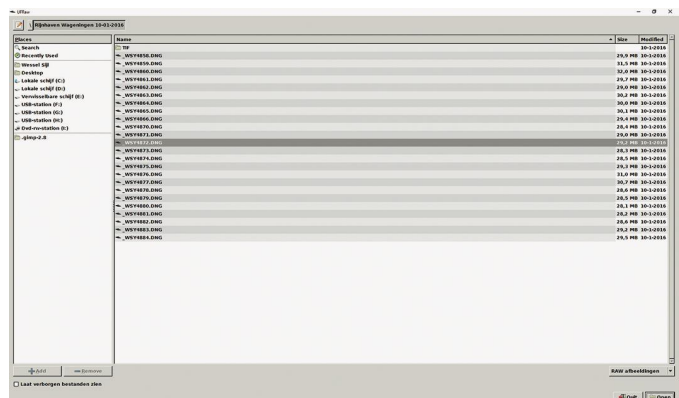 UFRaw
Rijnhaven Wageningen 10-01-2016
Places
Search
Recently Used
Wessel Sijl
Desktop
Lokale schijf (C:)
Lokale schijf (D:)
Verwisselbare schijf (E:)
USB-station (F:)
USB-station (G:)
USB-station (H:)
Dvd-rw-station (I:)
.gimp-2.8
Name Size Modified
TIF 10-1-2016
_WSY4858.DNG 29,9 MB 10-1-2016
_WSY4859.DNG 31,5 MB 10-1-2016
_WSY4860.DNG 32,0 MB 10-1-2016
_WSY4861.DNG 29,7 MB 10-1-2016
_WSY4862.DNG 29,0 MB 10-1-2016
_WSY4863.DNG 30,2 MB 10-1-2016
_WSY4864.DNG 30,0 MB 10-1-2016
_WSY4865.DNG 30,1 MB 10-1-2016
_WSY4866.DNG 29,4 MB 10-1-2016
_WSY4870.DNG 28,4 MB 10-1-2016
_WSY4871.DNG 29,0 MB 10-1-2016
_WSY4872.DNG 29,2 MB 10-1-2016
_WSY4873.DNG 28,3 MB 10-1-2016
_WSY4874.DNG 28,5 MB 10-1-2016
_WSY4875.DNG 29,3 MB 10-1-2016
_WSY4876.DNG 31,0 MB 10-1-2016
_WSY4877.DNG 30,7 MB 10-1-2016
_WSY4878.DNG 28,6 MB 10-1-2016
_WSY4879.DNG 28,5 MB 10-1-2016
_WSY4880.DNG 28,1 MB 10-1-2016
_WSY4881.DNG 28,2 MB 10-1-2016
_WSY4882.DNG 28,6 MB 10-1-2016
_WSY4883.DNG 29,2 MB 10-1-2016
_WSY4884.DNG 29,5 MB 10-1-2016
Add Remove
RAW afbeeldingen
Laat verborgen bestanden zien
Quit Open